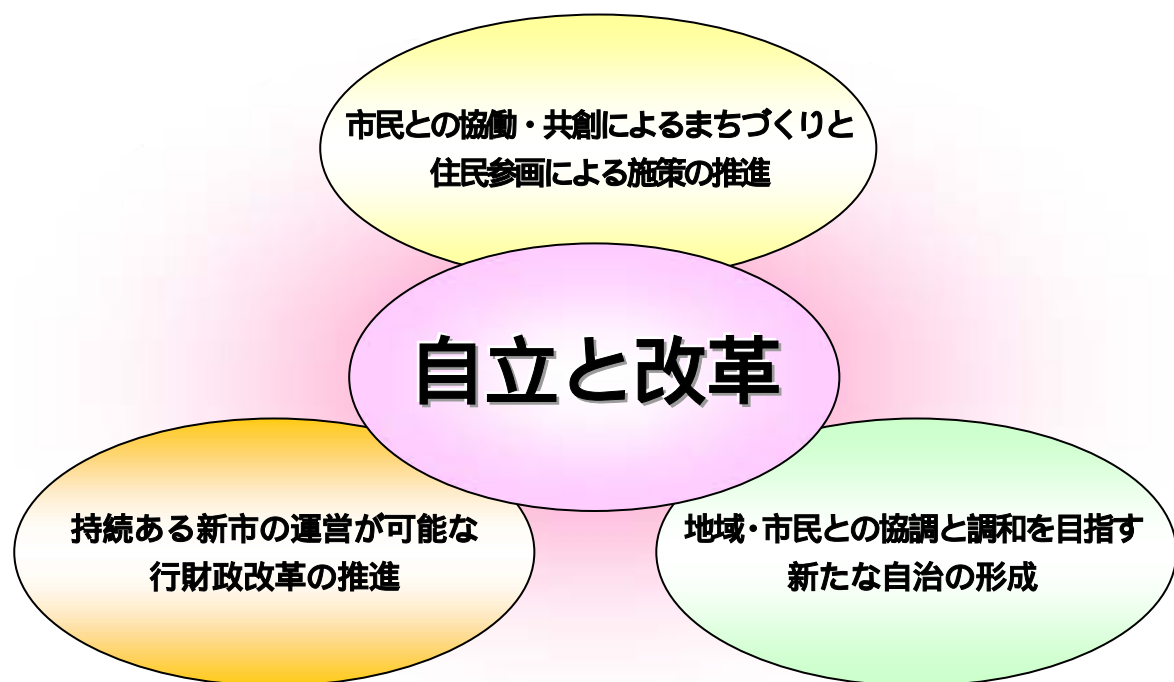 市民との協働・共創によるまちづくりと
住民参画による施策の推進
自立と改革
持続ある新市の運営が可能な
行財政改革の推進
地域・市民との協調と調和を目指す
新たな自治の形成